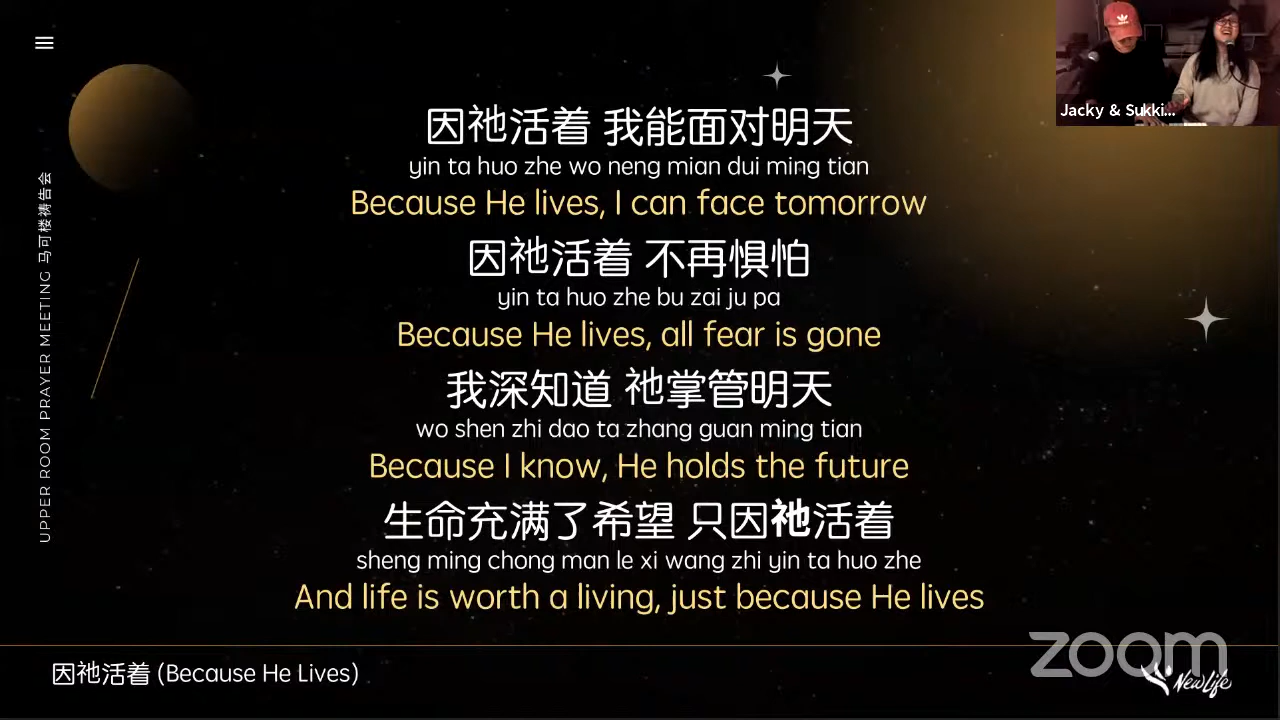 Jacky & Sukki...
因祂活着 我能面对明天
yin ta huo zhe wo neng mian dui ming tian
Because He lives, I can face tomorrow
因祂活着 不再惧怕
yin ta huo zhe bu zai ju pa
Because He lives, all fear is gone
我深知道 祂掌管明天
wo shen zhi dao ta zhang guan ming tian
Because I know, He holds the future
生命充满了希望 只因祂活着
sheng ming chong man le xi wang zhi yin ta huo zhe
And life is worth a living, just because He lives
UPPER ROOM PRAYER MEETING 马可楼祷告会
因祂活着 (Because He Lives)
zoom
NewLife